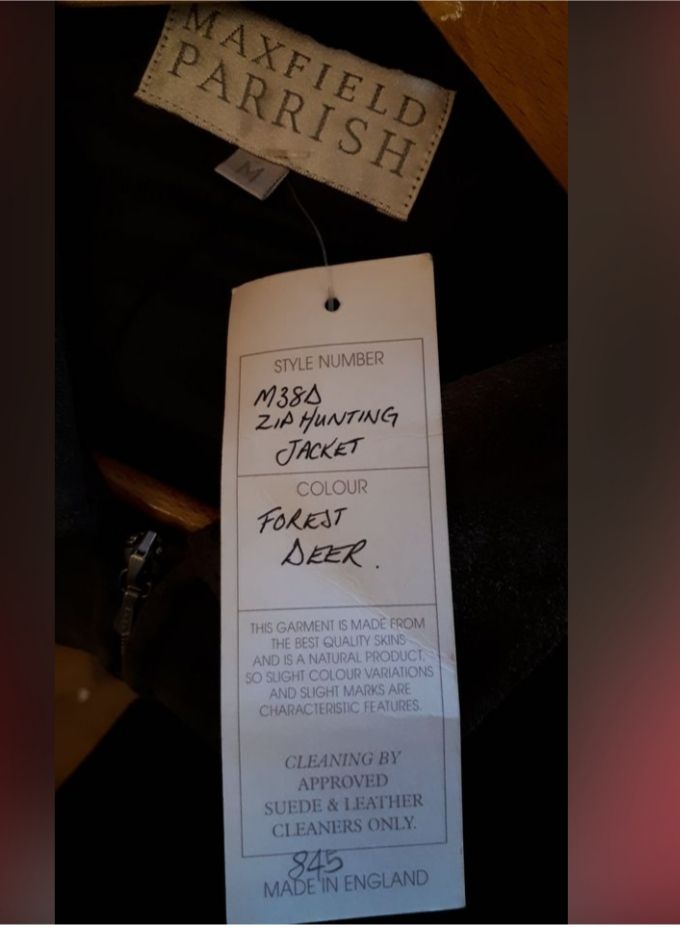 MAXFIELD
PARRISH
M
STYLE NUMBER
M38D
ZIP HUNTING
JACKET
COLOUR
FOREST
DEER.
THIS GARMENT IS MADE FROM
THE BEST QUALITY SKINS
AND IS A NATURAL PRODUCT,
SO SLIGHT COLOUR VARIATIONS
AND SLIGHT MARKS ARE
CHARACTERISTIC FEATURES.
CLEANING BY
APPROVED
SUEDE & LEATHER
CLEANERS ONLY.
845
MADE IN ENGLAND